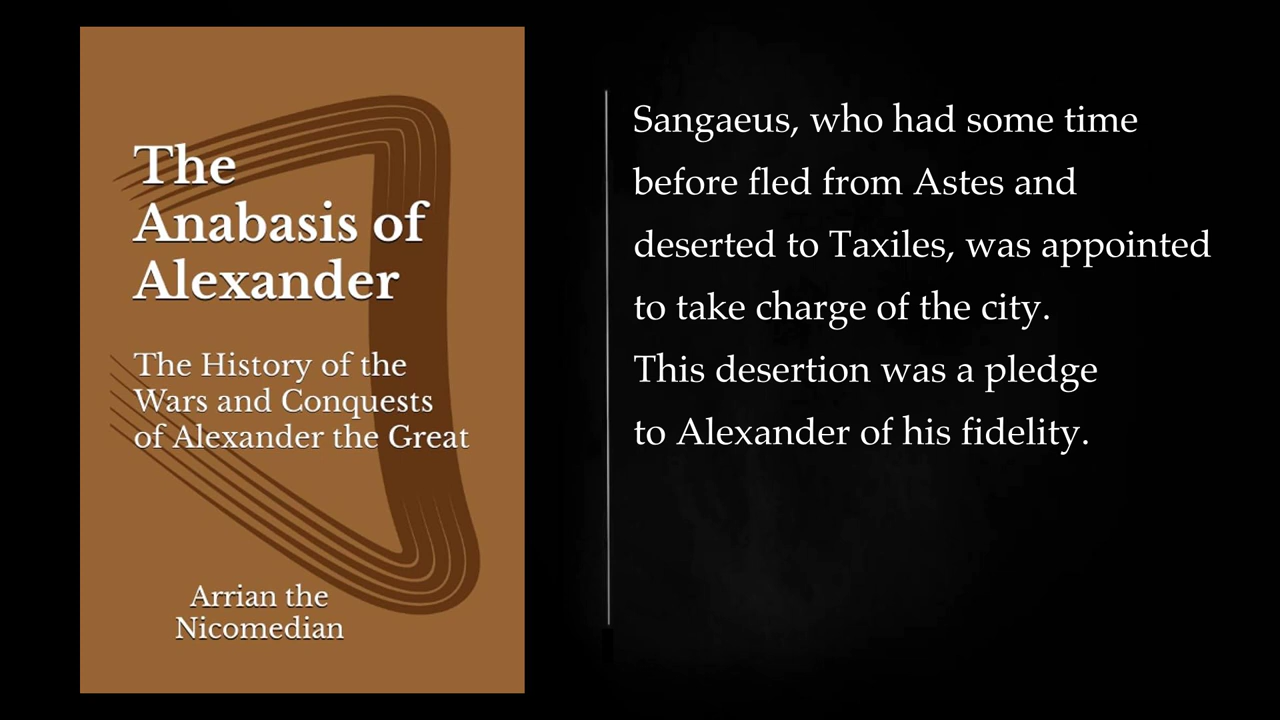 The
Anabasis of
Alexander
The History of the
Wars and Conquests
of Alexander the Great
Arrian the
Nicomedian
Sangaeus, who had some time
before fled from Astes and
deserted to Taxiles, was appointed
to take charge of the city.
This desertion was a pledge
to Alexander of his fidelity.